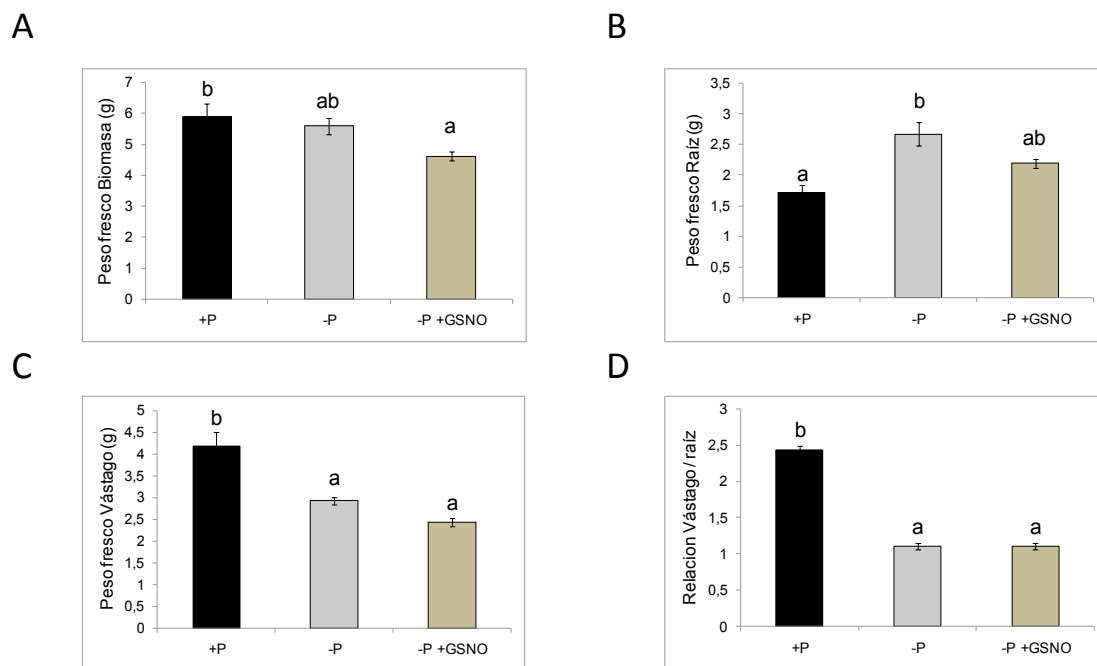 A
Peso fresco Biomasa (g)
7
6
5
4
3
2
1
0
b
ab
a
+P
-P
-P +GSNO
B
Peso fresco Raíz (g)
3,5
3
2,5
2
1,5
1
0,5
0
a
b
ab
+P
-P
-P +GSNO
C
Peso fresco Vástago (g)
5
4,5
4
3,5
3
2,5
2
1,5
1
0,5
0
b
a
a
+P
-P
-P +GSNO
D
Relacion Vástago / raíz
3
2,5
2
1,5
1
0,5
0
b
a
a
+P
-P
-P +GSNO